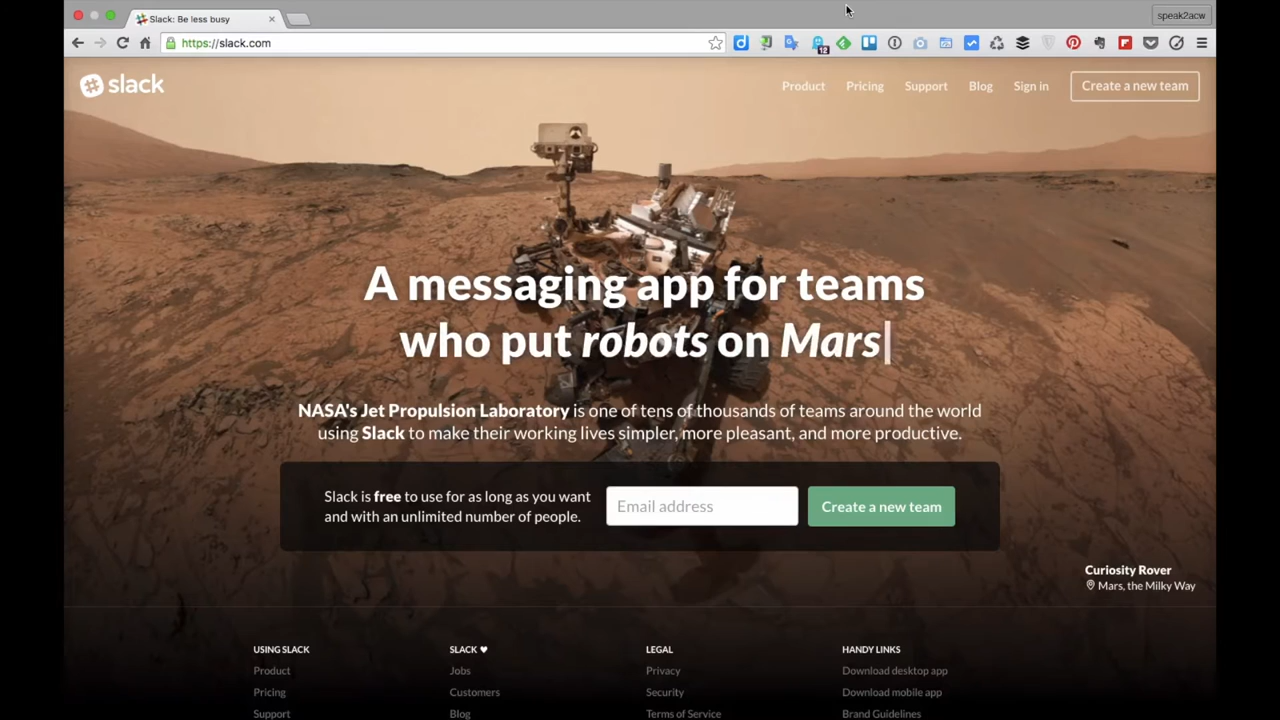 Slack: Be less busy
speak2acw
https://slack.com
12
slack
Product
Pricing
Support
Blog
Sign in
Create a new team
A messaging app for teams
who put robots on Mars
NASA's Jet Propulsion Laboratory is one of tens of thousands of teams around the world
using Slack to make their working lives simpler, more pleasant, and more productive.
Slack is free to use for as long as you want
and with an unlimited number of people.
Email address
Create a new team
Curiosity Rover
Mars, the Milky Way
USING SLACK
Product
Pricing
Support
SLACK
Jobs
Customers
Blog
LEGAL
Privacy
Security
Terms of Service
HANDY LINKS
Download desktop app
Download mobile app
Brand Guidelines